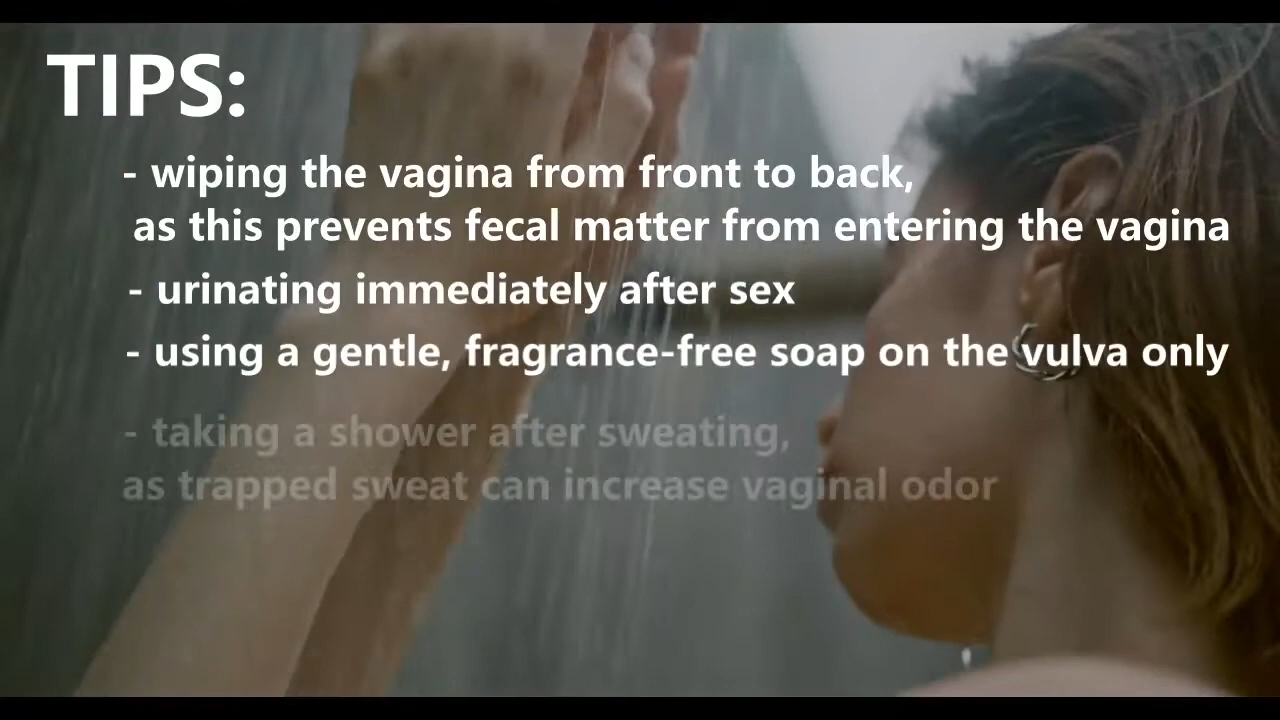 TIPS:
- wiping the vagina from front to back,
as this prevents fecal matter from entering the vagina
- urinating immediately after sex
- using a gentle, fragrance-free soap on the vulva only
- taking a shower after sweating,
as trapped sweat can increase vaginal odor